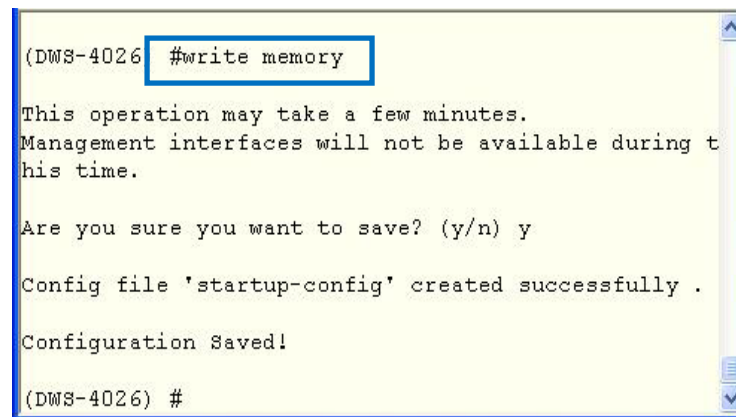 (DWS-4026) #write memory
This operation may take a few minutes.
Management interfaces will not be available during t
his time.
Are you sure you want to save? (y/n) y
Config file 'startup-config' created successfully .
Configuration Saved!
(DWS-4026) #